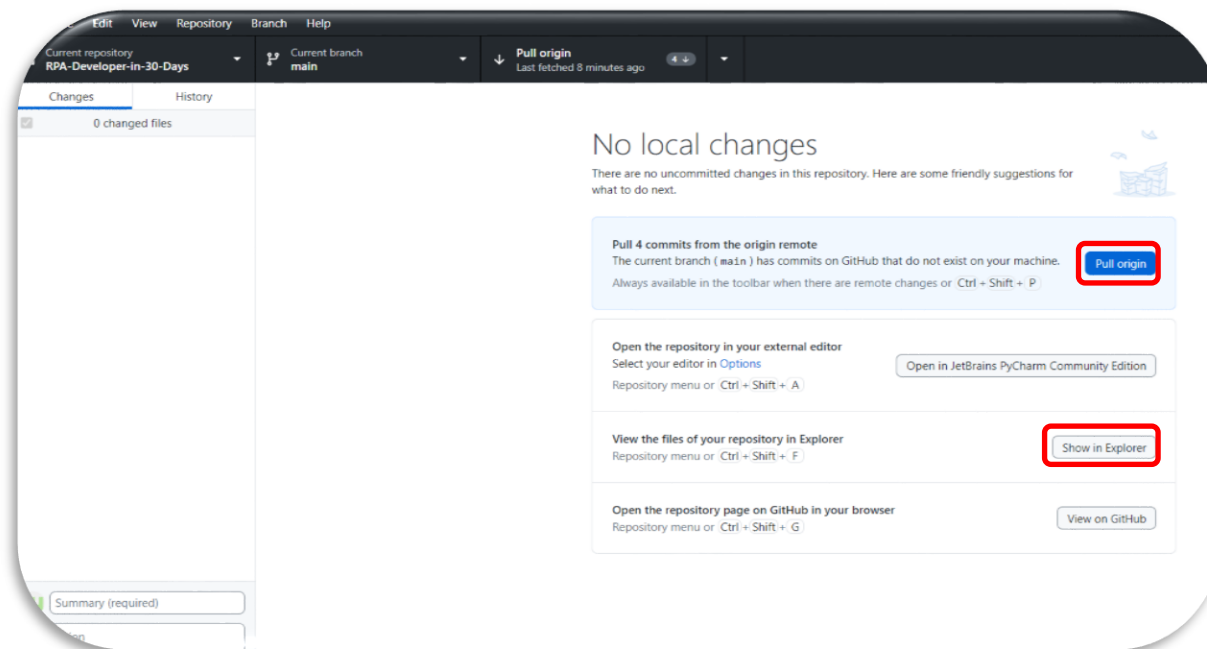 Edit View Repository Branch Help
Current repository
RPA-Developer-in-30-Days
Current branch
main
Pull origin
Last fetched 8 minutes ago
4
Changes History
0 changed files
No local changes
There are no uncommitted changes in this repository. Here are some friendly suggestions for
what to do next.
Pull 4 commits from the origin remote
The current branch (main) has commits on GitHub that do not exist on your machine.
Always available in the toolbar when there are remote changes or Ctrl + Shift + P
Pull origin
Open the repository in your external editor
Select your editor in Options
Repository menu or Ctrl + Shift + A
Open in JetBrains PyCharm Community Edition
View the files of your repository in Explorer
Repository menu or Ctrl + Shift + F
Show in Explorer
Open the repository page on GitHub in your browser
Repository menu or Ctrl + Shift + G
View on GitHub
Summary (required)